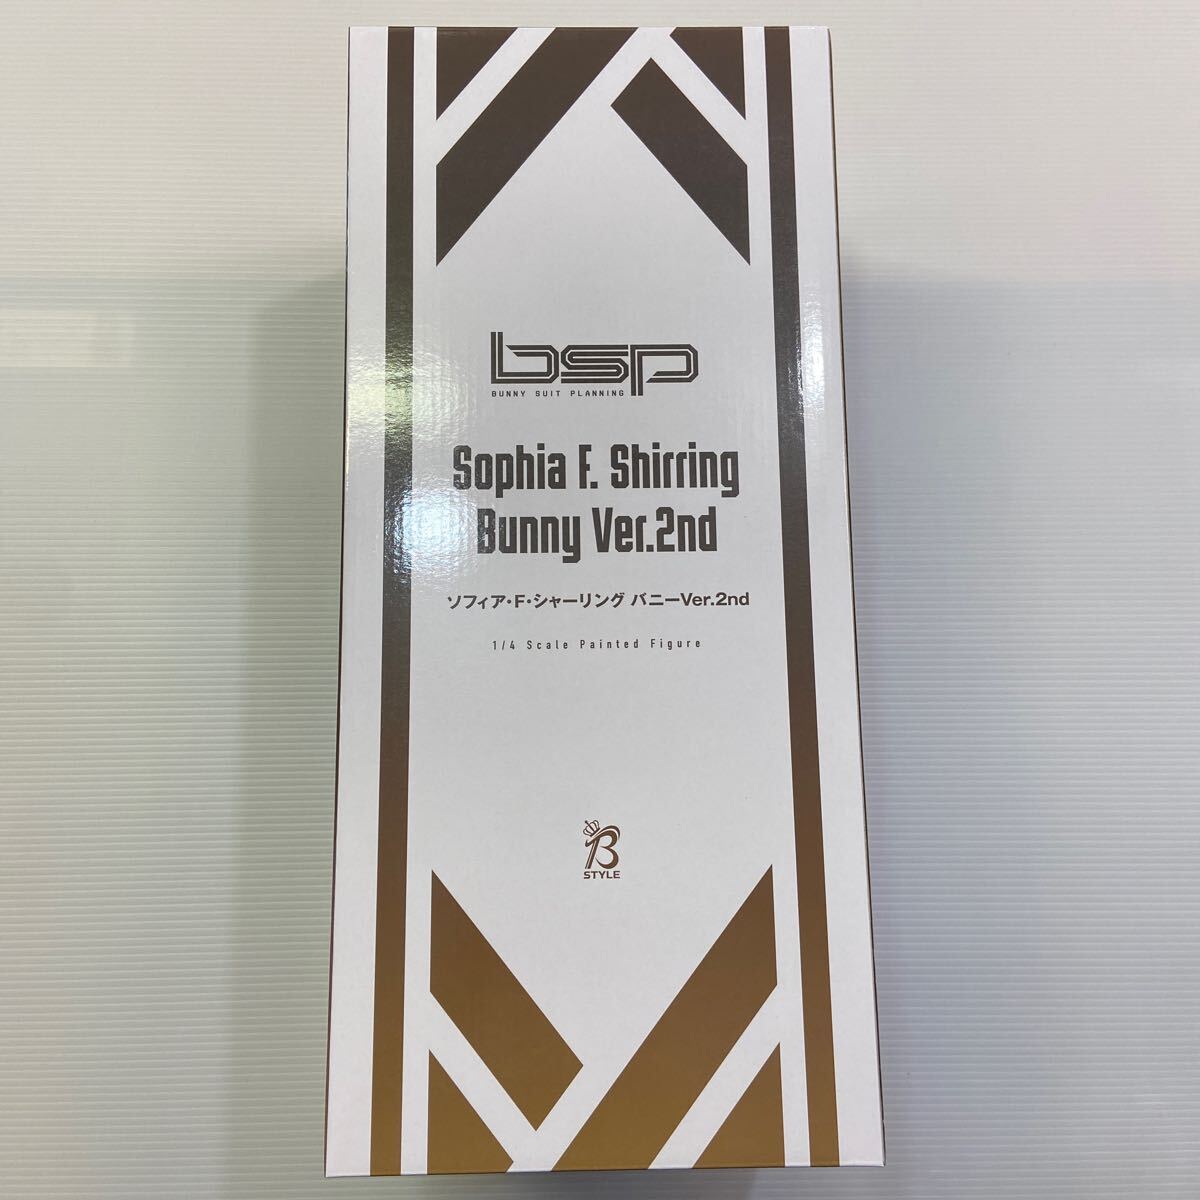 bsp
BUNNY SUIT PLANNING
Sophia F. Shirring
Bunny Ver.2nd
ソフィア・F・シャーリング バニーVer.2nd
1/4 Scale Painted Figure
B
STYLE